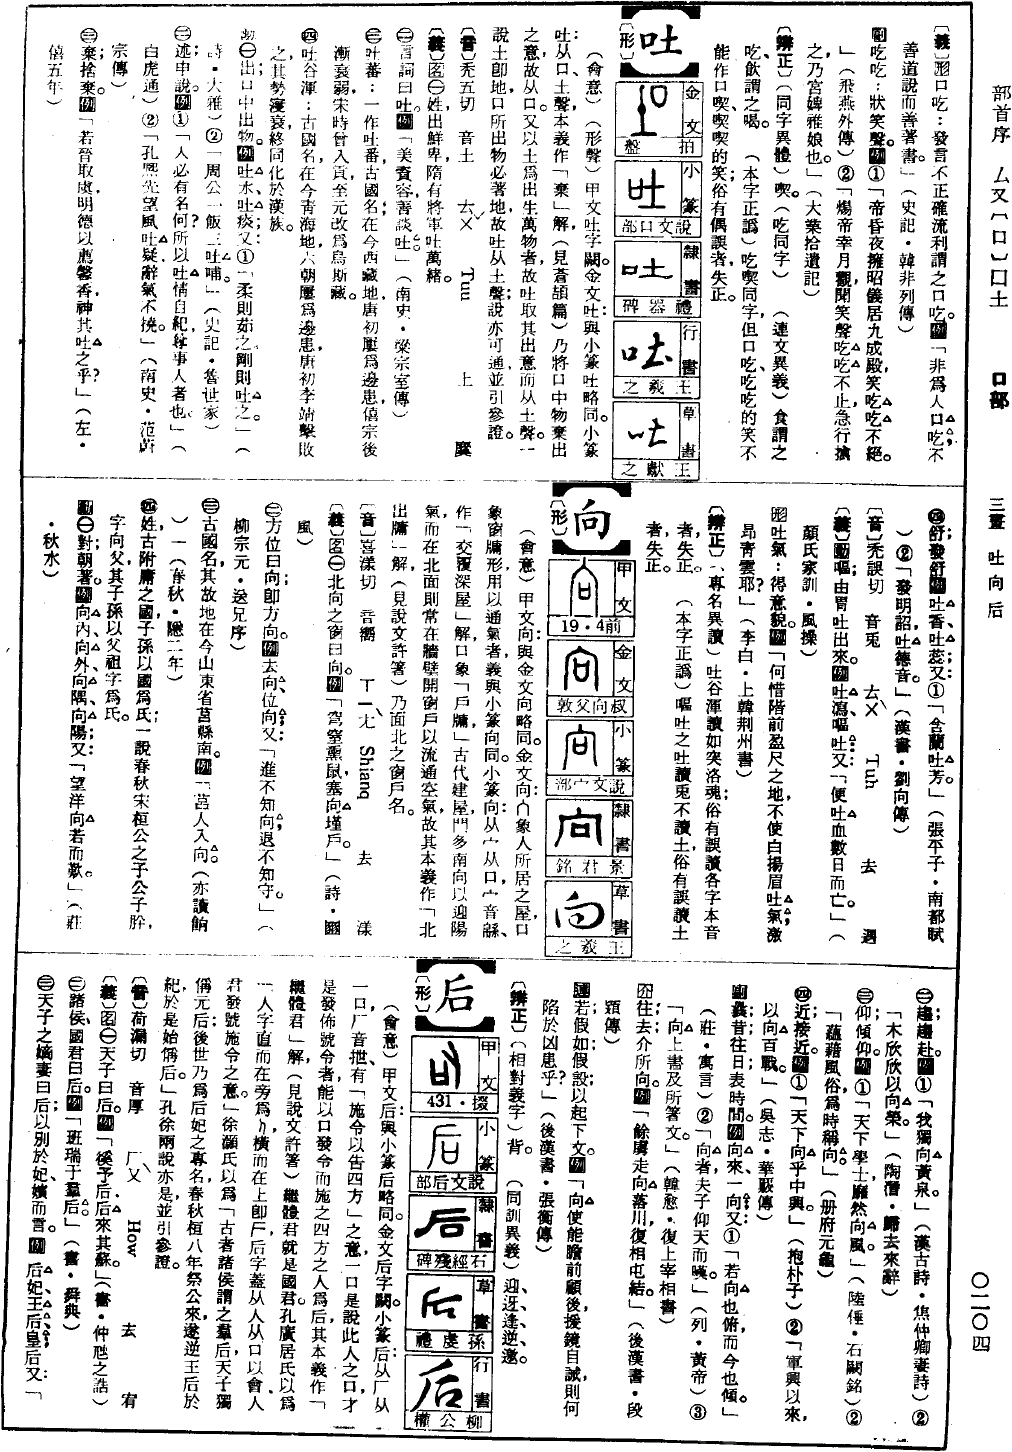 部首序　厶又〔口〕囗土　口部　三畫　吐向后　〇二一〇四
〔義〕形口吃：發言不正確流利謂之口吃。例「非爲人口吃，不
善道說而善著書。」（史記・韓非列傳）
副吃吃：狀笑聲。例①「帝昏夜擁昭儀居九成殿，笑吃吃不絕。
」（飛燕外傳）②「煬帝幸月觀，聞笑聲吃吃不止，急行擒
之，乃宮婢雅娘也。」（大業拾遺記）
〔辨正〕（同字異體）喫。（吃同字）　（連文異義）食謂之
吃，飲謂之喝。　（本字正譌）吃喫同字，但口吃、吃吃的笑不
能作口喫、喫喫的笑，俗有偶誤者，失正。
吐
〔形〕
金文　盤拍
小篆　部口文說
隸書　碑器禮
行書　之羲王
草書　之獻王
（會意）（形聲）甲文吐字闕。金文吐與小篆吐略同。小篆
吐：从口土聲，本義作「棄」解（見蒼頡篇），乃將口中物棄出
之意，故从口。又以土爲出生萬物者，故吐取其出意而从土聲。一
說土卽地，口所出物必著地，故吐从土聲；說亦可通，並引參證。
〔音〕禿五切　音土　ㄊㄨˇ　Tuu　上　麌
〔義〕名㊀姓，出鮮卑，隋有將軍吐萬緒。
㊁言詞曰吐。例「美鬚容，善談吐。」（南史・梁宗室傳）
㊂吐蕃：一作吐番，古國名，在今西藏地，唐初屢爲邊患，僖宗後
漸衰弱，宋時曾入貢，至元改爲烏斯藏。
㊃吐谷渾：古國名，在今青海地，六朝屢爲邊患，唐初李靖擊敗
之，其勢寖衰，終同化於漢族。
動㊀出；口中出物。例吐水、吐痰又①「柔則茹之，剛則吐之。」（
詩・大雅）②「周公一飯三吐哺。」（史記・魯世家）
㊁述；申說。例①「人必有名何？所以吐情自紀，尊事人者也。」（
白虎通）②「孔熙先望風吐疑，辭氣不撓。」（南史・范蔚
宗傳）
㊂棄；捨棄。例「若晉取虞，明德以薦馨香，神其吐之乎？」（左・
僖五年）
㊃舒；發舒。例吐香、吐蕊又①「含蘭吐芳。」（張平子・南都賦
）②「發明詔，吐德音。」（漢書・劉向傳）
〔音〕禿誤切　音兎　ㄊㄨˋ　Tuh　去　遇
〔義〕動嘔；由胃吐出來。例吐瀉、嘔吐又「便吐血數日而亡。」（
顏氏家訓・風操）
形吐氣：得意貌。例「何惜階前盈尺之地，不使白揚眉吐氣，激
昂靑雲耶？」（李白・上韓荆州書）
〔辨正〕（專名異讀）吐谷渾讀如突洛魂；俗有誤讀各字本音
者，失正。　（本字正譌）嘔吐之吐讀兎不讀土，俗有誤讀土
者，失正。
向
〔形〕
甲文　19・4前
金文　敦父向叔
小篆　部宀文說
隸書　銘君景
草書　之羲王
（會意）甲文向：與金文向略同。金文向：宀象人所居之屋，口
象窗牖形，用以通氣者，義與小篆向同。小篆向：从宀从口，宀音緜，
作「交覆深屋」解，口象「戶牖」，古代建屋，門多南向以迎陽
氣，而在北面則常在牆壁開窗戶以流通空氣，故其本義作「北
出牖」解（見說文許箸），乃面北之窗戶名。
〔音〕喜漾切　音嚮　ㄒㄧㄤˋ　Shianq　去　漾
〔義〕名㊀北向之窗曰向。例「穹窒熏鼠，塞向墐戶。」（詩・豳
風）
㊁方位曰向；卽方向。例去向、位向又「進不知向，退不知守。」（
柳宗元・送兄序）
㊂古國名，其故地在今山東省莒縣南。例「莒人入向。（亦讀餉
）」（春秋・隱二年）
㊃姓，古附庸之國，子孫以國爲氏；一說春秋宋桓公之子公子肸，
字向父，其子孫以父祖字爲氏。
動㊀對；朝著。例向內、向外、向隅、向陽又「望洋向若而歎。」（莊
・秋水）
㊁趨；趨赴。例①「我獨向黃泉。」（漢古詩・焦仲卿妻詩）②
「木欣欣以向榮。」（陶潛・歸去來辭）
㊂仰；傾仰。例①「天下學士靡然向風。」（陸倕・石闕銘）②
「蘊藉風俗，爲時稱向。」（册府元龜）
㊃近；接近。例①「天下向乎中興。」（抱朴子）②「軍興以來，
以向百戰。」（吳志・華覈傳）
副曩昔；往日，表時間。例向來、一向又①「若向也俯而今也傾。」
（莊・寓言）②「向者夫子仰天而嘆。」（列・黃帝）③
「向上書及所箸文。」（韓愈・復上宰相書）
介往；去。介所向。例「餘虜走向落川，復相屯結。」（後漢書・段
熲傳）
連若；假如；假設，以起下文。例「向使能瞻前顧後，援鏡自誡，則何
陷於凶患乎？」（後漢書・張衡傳）
〔辨正〕（相對義字）背。　（同訓異義）迎、迓、逢、逆、邀。
后
〔形〕
甲文　431・掇
小篆　部后文說
隸書　碑殘經石
草書　禮虔孫
行書　權公柳
（會意）甲文后：與小篆后略同。金文后字闕。小篆后：从厂从
一口，厂音拽，有「施令以告四方」之意，一口是說此人之口，才
是發佈號令者，能以口發令而施之四方之人爲后，其本義作「
繼體君」解（見說文許箸），繼體君就是國君。孔廣居氏以爲
「人字直而在旁爲亻，橫而在上卽𠂆，后字蓋从人从口以會人
君發號施令之意。」徐灝氏以爲「古者諸侯謂之羣后，天子獨
偁元后，後世乃爲后妃之專名，春秋桓八年祭公來，遂逆王后於
紀，於是始偁后。」孔徐兩說亦是，並引參證。
〔音〕荷漏切　音厚　ㄏㄡˋ　How　去　宥
〔義〕名㊀天子曰后。例「徯予后，后來其蘇。」（書・仲虺之誥）
㊁諸侯，國君曰后。例「班瑞于羣后。」（書・舜典）
㊂天子之嫡妻曰后，以別於妃、嬪而言。例后妃、王后、皇后又：「